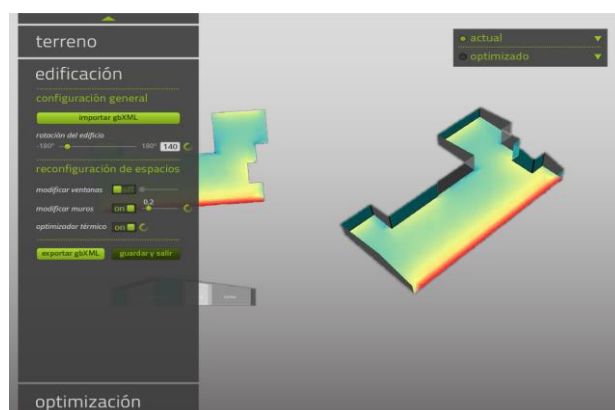 terreno
actual
optimizado
edificación
configuración general
importar gbXML
rotación del edificio
-180° 180° 140
reconfiguración de espacios
modificar ventanas off
modificar muros on 0,2
optimizador térmico on
exportar gbXML guardar y salir
optimización